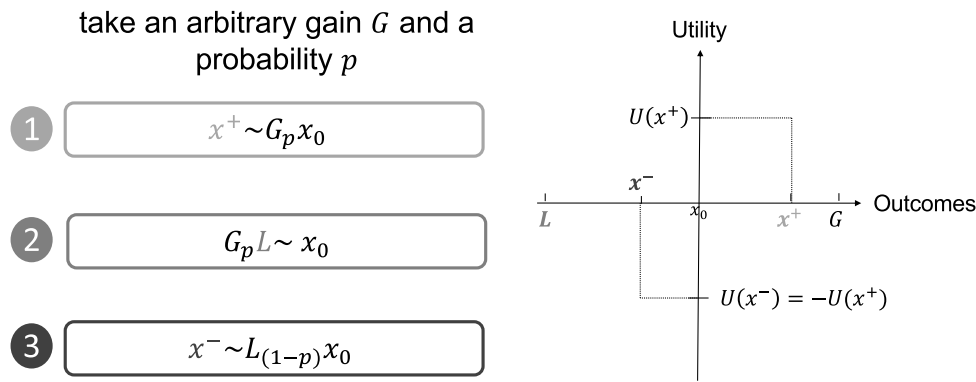 take an arbitrary gain G and a
probability p
1
x⁺~G_p x₀
2
G_p L~ x₀
3
x⁻~L_(1−p) x₀
Utility
U(x⁺)
x⁻
L
x₀
x⁺
G
Outcomes
U(x⁻) = −U(x⁺)